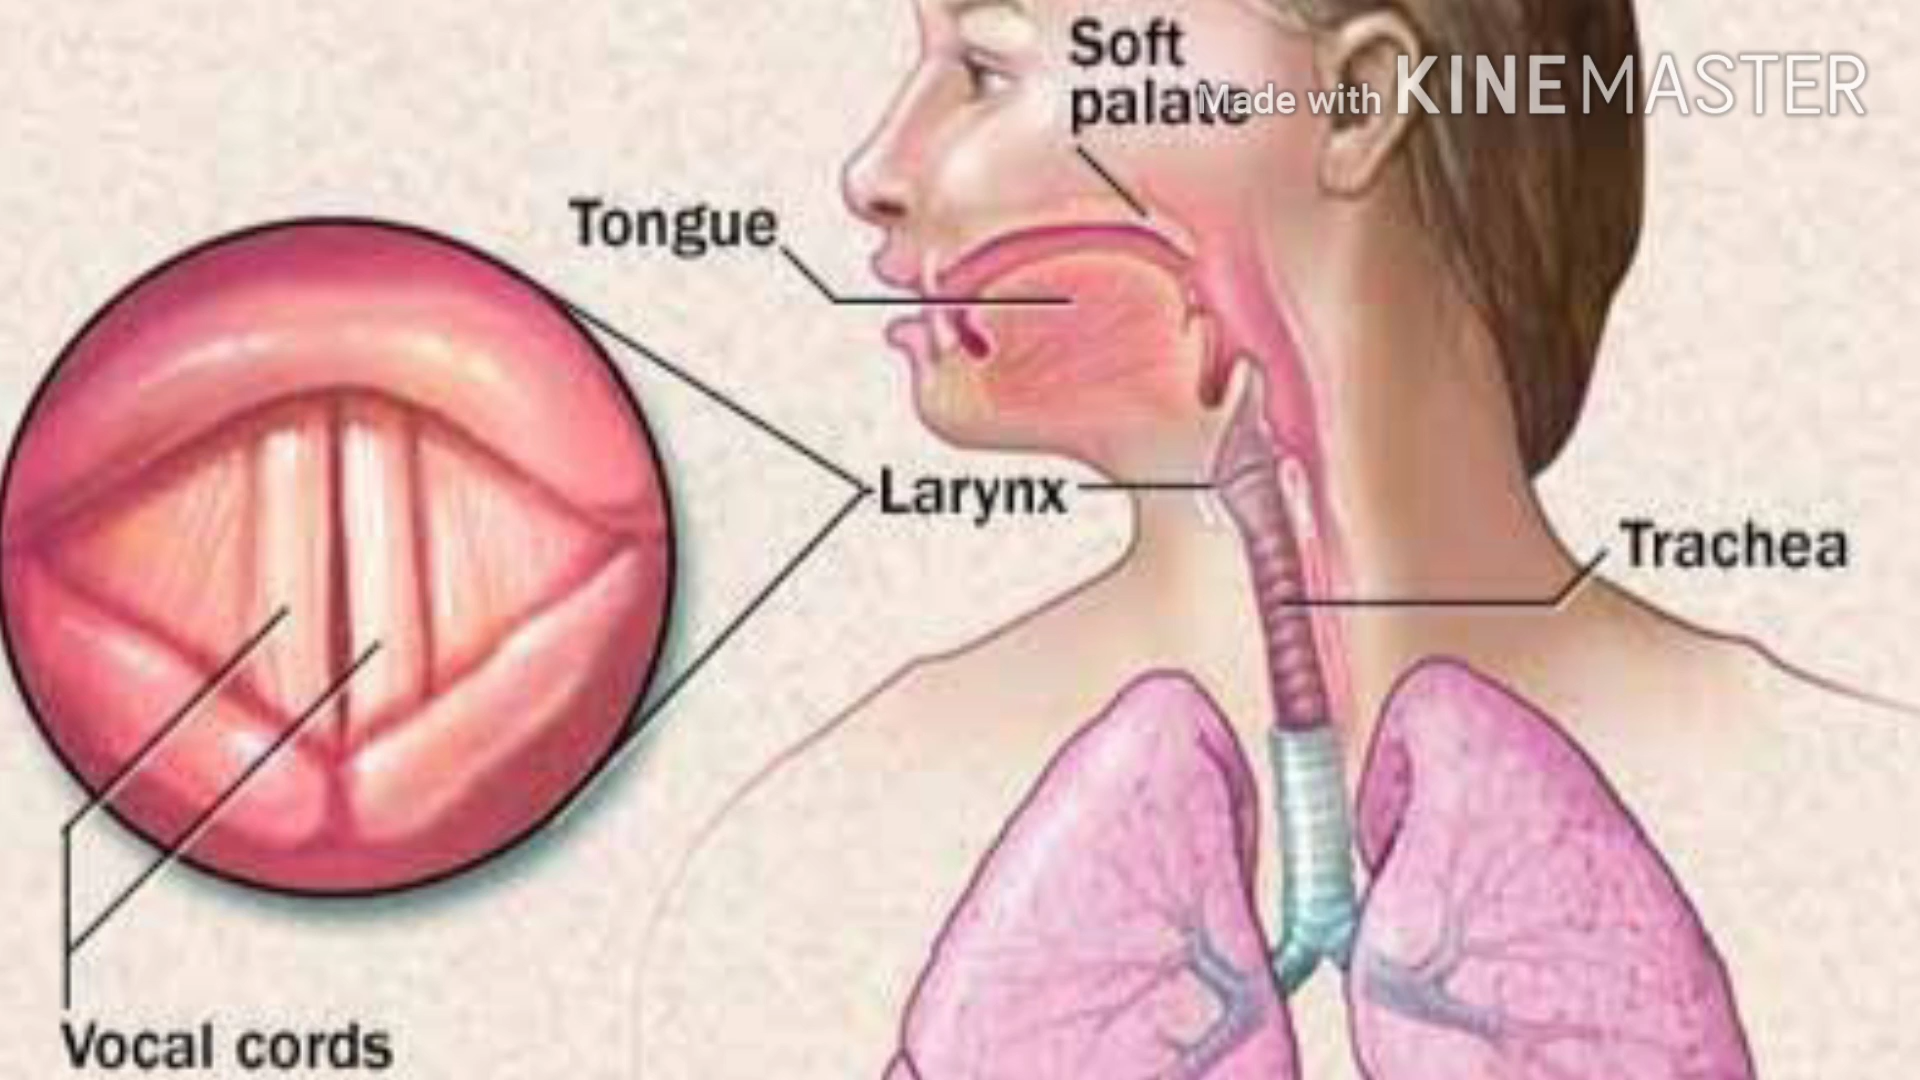 Soft
palate
Made with KINEMASTER
Tongue
Larynx
Trachea
Vocal cords